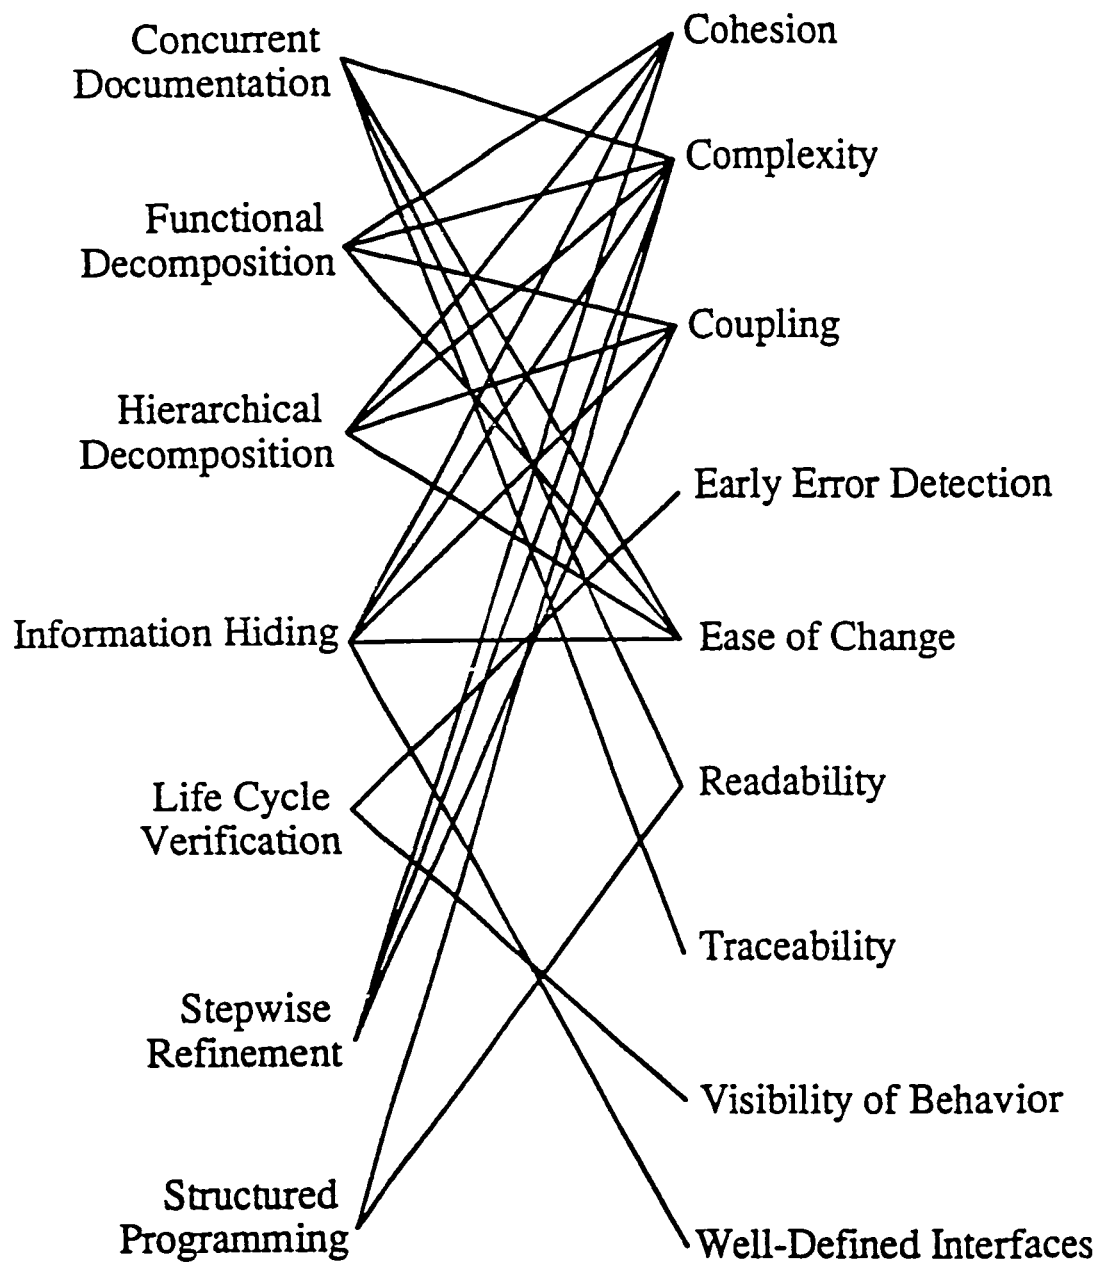 Concurrent
Documentation
Functional
Decomposition
Hierarchical
Decomposition
Information Hiding
Life Cycle
Verification
Stepwise
Refinement
Structured
Programming
Cohesion
Complexity
Coupling
Early Error Detection
Ease of Change
Readability
Traceability
Visibility of Behavior
Well-Defined Interfaces